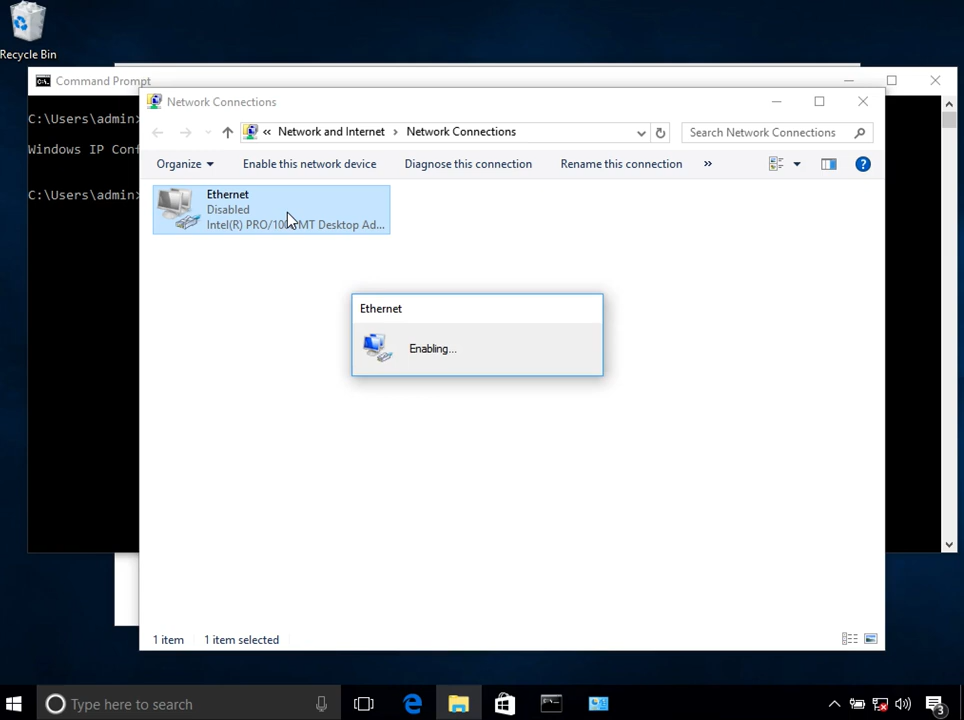 Recycle Bin
Command Prompt
C:\Users\admin>
Windows IP Conf
C:\Users\admin>
Network Connections
« Network and Internet › Network Connections
Search Network Connections
Organize
Enable this network device
Diagnose this connection
Rename this connection
»
Ethernet
Disabled
Intel(R) PRO/100 MT Desktop Ad...
Ethernet
Enabling...
1 item
1 item selected
Type here to search
3